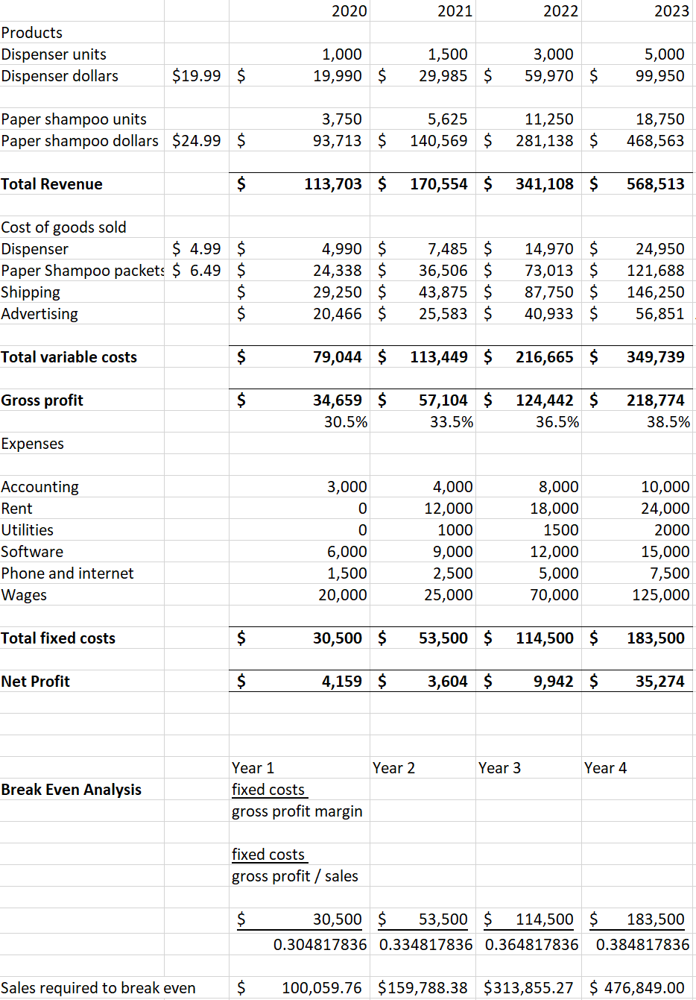 2020 2021 2022 2023
Products
Dispenser units 1,000 1,500 3,000 5,000
Dispenser dollars $19.99 $ 19,990 $ 29,985 $ 59,970 $ 99,950
Paper shampoo units 3,750 5,625 11,250 18,750
Paper shampoo dollars $24.99 $ 93,713 $ 140,569 $ 281,138 $ 468,563
Total Revenue $ 113,703 $ 170,554 $ 341,108 $ 568,513
Cost of goods sold
Dispenser $ 4.99 $ 4,990 $ 7,485 $ 14,970 $ 24,950
Paper Shampoo packets $ 6.49 $ 24,338 $ 36,506 $ 73,013 $ 121,688
Shipping $ 29,250 $ 43,875 $ 87,750 $ 146,250
Advertising $ 20,466 $ 25,583 $ 40,933 $ 56,851
Total variable costs $ 79,044 $ 113,449 $ 216,665 $ 349,739
Gross profit $ 34,659 $ 57,104 $ 124,442 $ 218,774
30.5% 33.5% 36.5% 38.5%
Expenses
Accounting 3,000 4,000 8,000 10,000
Rent 0 12,000 18,000 24,000
Utilities 0 1000 1500 2000
Software 6,000 9,000 12,000 15,000
Phone and internet 1,500 2,500 5,000 7,500
Wages 20,000 25,000 70,000 125,000
Total fixed costs $ 30,500 $ 53,500 $ 114,500 $ 183,500
Net Profit $ 4,159 $ 3,604 $ 9,942 $ 35,274
Year 1 Year 2 Year 3 Year 4
Break Even Analysis fixed costs
gross profit margin
fixed costs
gross profit / sales
$ 30,500 $ 53,500 $ 114,500 $ 183,500
0.304817836 0.334817836 0.364817836 0.384817836
Sales required to break even $ 100,059.76 $159,788.38 $313,855.27 $ 476,849.00